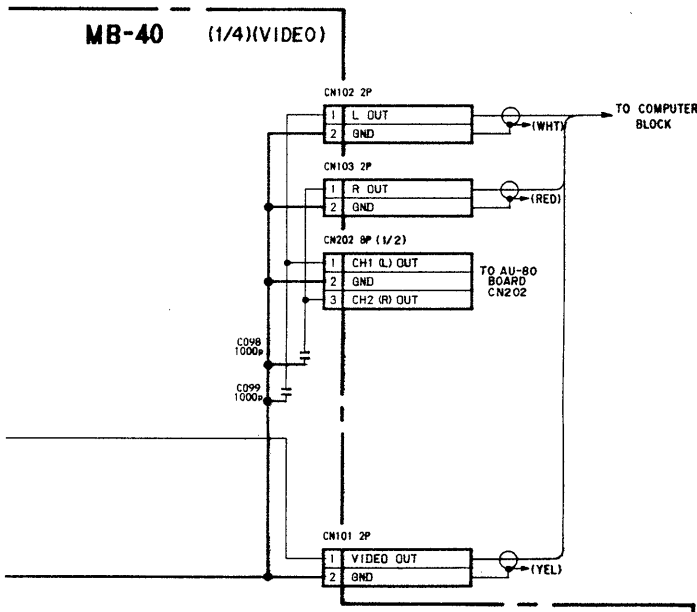 MB-40 (1/4)(VIDEO)
CN102 2P
1 L OUT
2 GND
(WHT)
TO COMPUTER
BLOCK
CN103 2P
1 R OUT
2 GND
(RED)
CN202 8P (1/2)
1 CH1 (L) OUT
2 GND
3 CH2 (R) OUT
TO AU-80
BOARD
CN202
C098
1000p
C099
1000p
CN101 2P
1 VIDEO OUT
2 GND
(YEL)